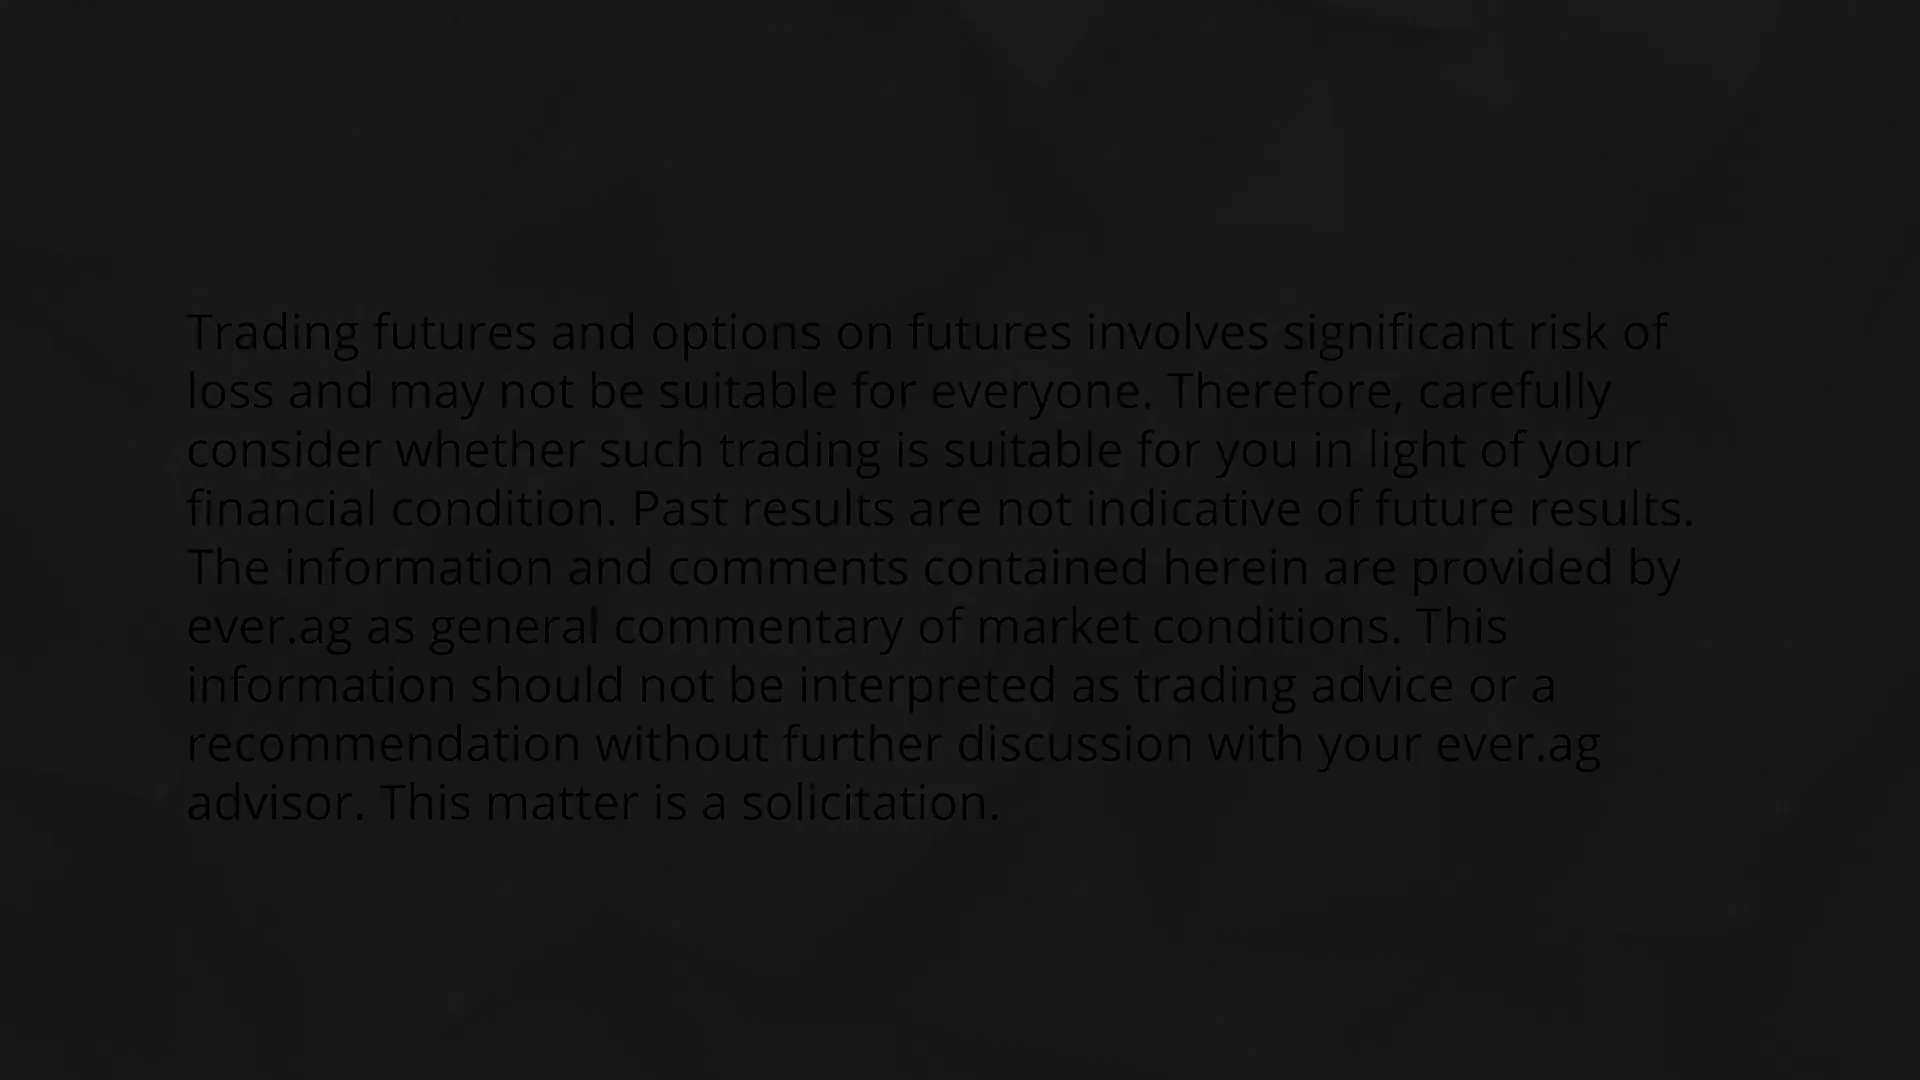 Trading futures and options on futures involves significant risk of
loss and may not be suitable for everyone. Therefore, carefully
consider whether such trading is suitable for you in light of your
financial condition. Past results are not indicative of future results.
The information and comments contained herein are provided by
ever.ag as general commentary of market conditions. This
information should not be interpreted as trading advice or a
recommendation without further discussion with your ever.ag
advisor. This matter is a solicitation.